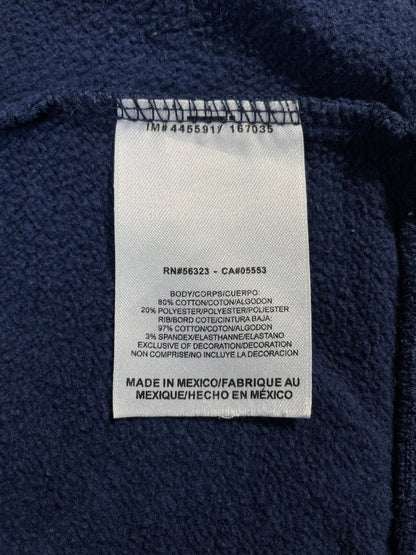 IM# 445591/ 167035
RN#56323 - CA#05553
BODY/CORPS/CUERPO:
80% COTTON/COTON/ALGODON
20% POLYESTER/POLYESTER/POLIESTER
RIB/BORD COTE/CINTURA BAJA:
97% COTTON/COTON/ALGODON
3% SPANDEX/ELASTHANNE/ELASTANO
EXCLUSIVE OF DECORATION/DECORATION
NON COMPRISE/NO INCLUYE LA DECORACION
MADE IN MEXICO/FABRIQUE AU
MEXIQUE/HECHO EN MÉXICO